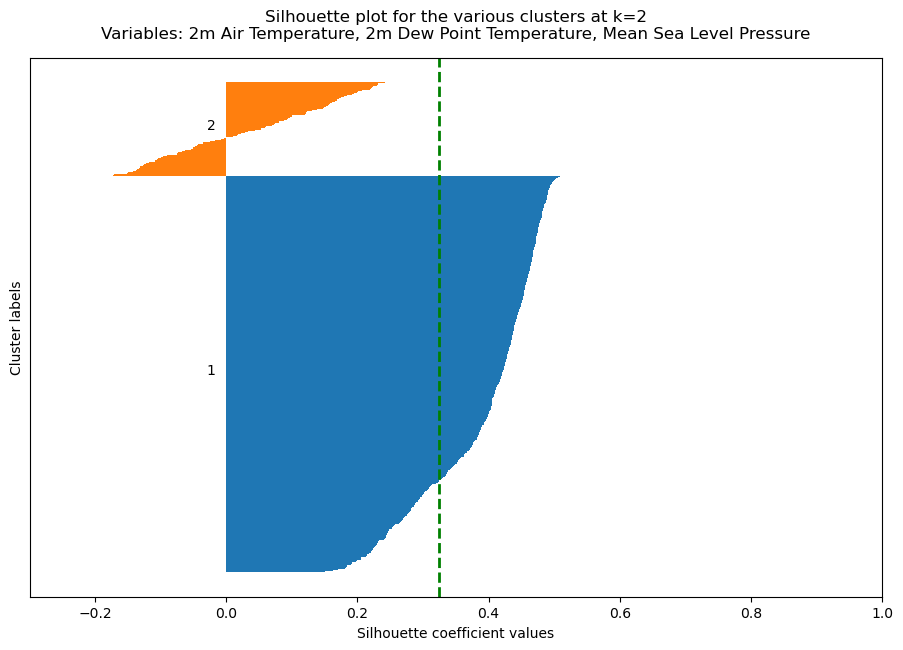 Silhouette plot for the various clusters at k=2
Variables: 2m Air Temperature, 2m Dew Point Temperature, Mean Sea Level Pressure
2
1
Cluster labels
−0.2 0.0 0.2 0.4 0.6 0.8 1.0
Silhouette coefficient values